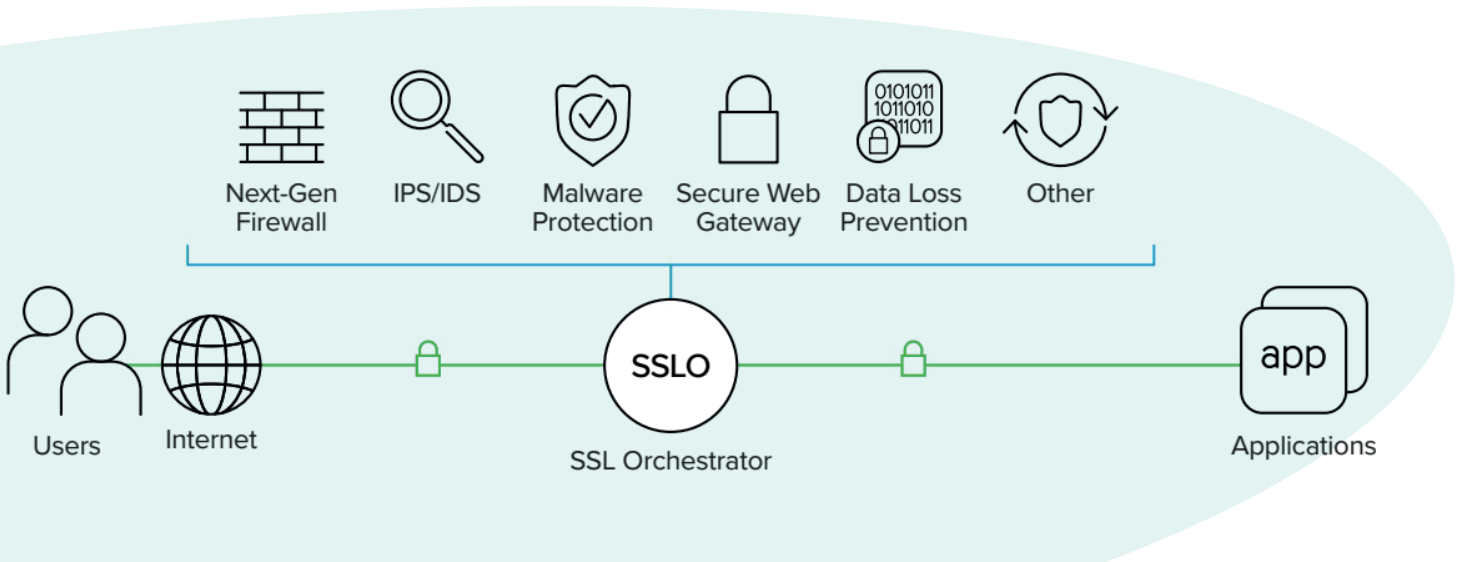 0101011
1011010
011011
Next-Gen
Firewall
IPS/IDS
Malware
Protection
Secure Web
Gateway
Data Loss
Prevention
Other
SSLO
app
Users
Internet
SSL Orchestrator
Applications